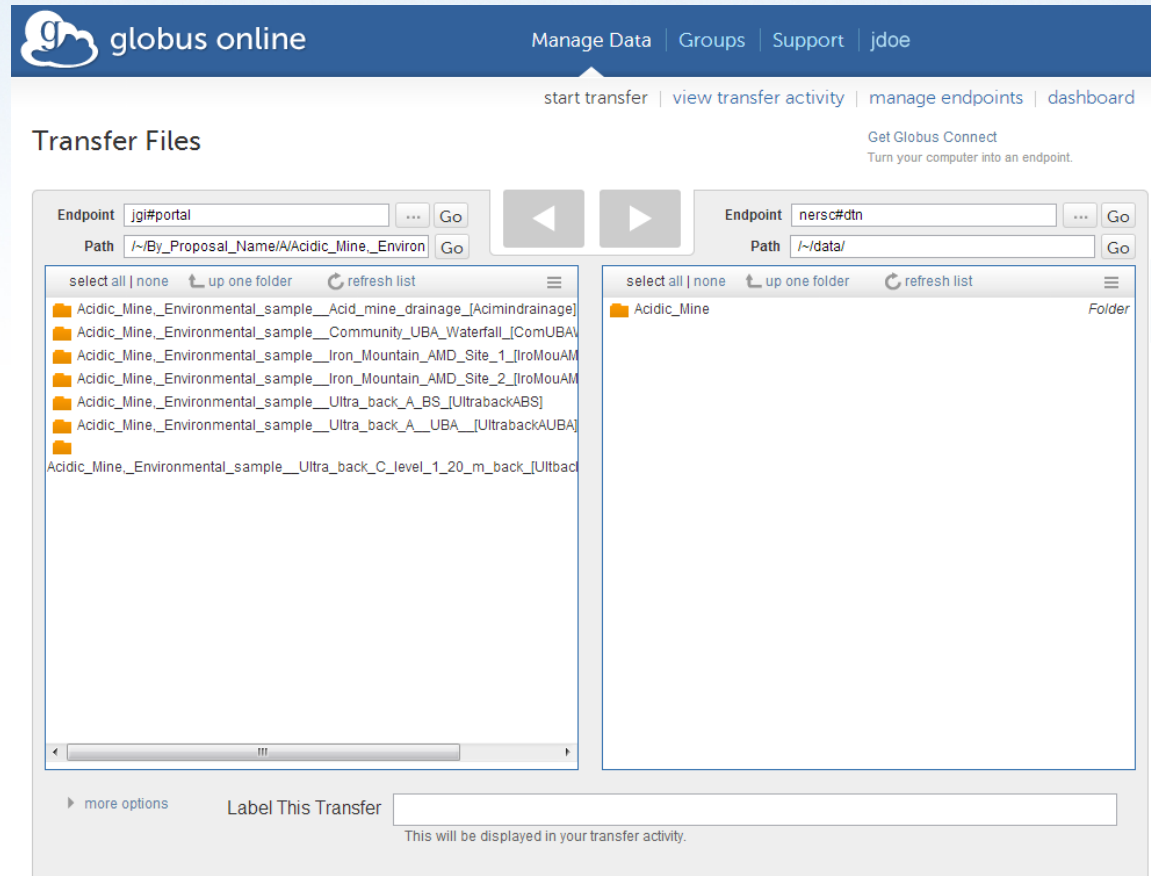 globus online
Manage Data | Groups | Support | jdoe
start transfer | view transfer activity | manage endpoints | dashboard
Transfer Files
Get Globus Connect
Turn your computer into an endpoint.
Endpoint jgi#portal ... Go
Path /~/By_Proposal_Name/A/Acidic_Mine,_Environ Go
Endpoint nersc#dtn ... Go
Path /~/data/ Go
select all | none up one folder refresh list
Acidic_Mine,_Environmental_sample__Acid_mine_drainage_[Acimindrainage]
Acidic_Mine,_Environmental_sample__Community_UBA_Waterfall_[ComUBAW
Acidic_Mine,_Environmental_sample__Iron_Mountain_AMD_Site_1_[IroMouAM
Acidic_Mine,_Environmental_sample__Iron_Mountain_AMD_Site_2_[IroMouAM
Acidic_Mine,_Environmental_sample__Ultra_back_A_BS_[UltrabackABS]
Acidic_Mine,_Environmental_sample__Ultra_back_A__UBA__[UltrabackAUBA]
Acidic_Mine,_Environmental_sample__Ultra_back_C_level_1_20_m_back_[Ultbac
select all | none up one folder refresh list
Acidic_Mine Folder
more options
Label This Transfer
This will be displayed in your transfer activity.